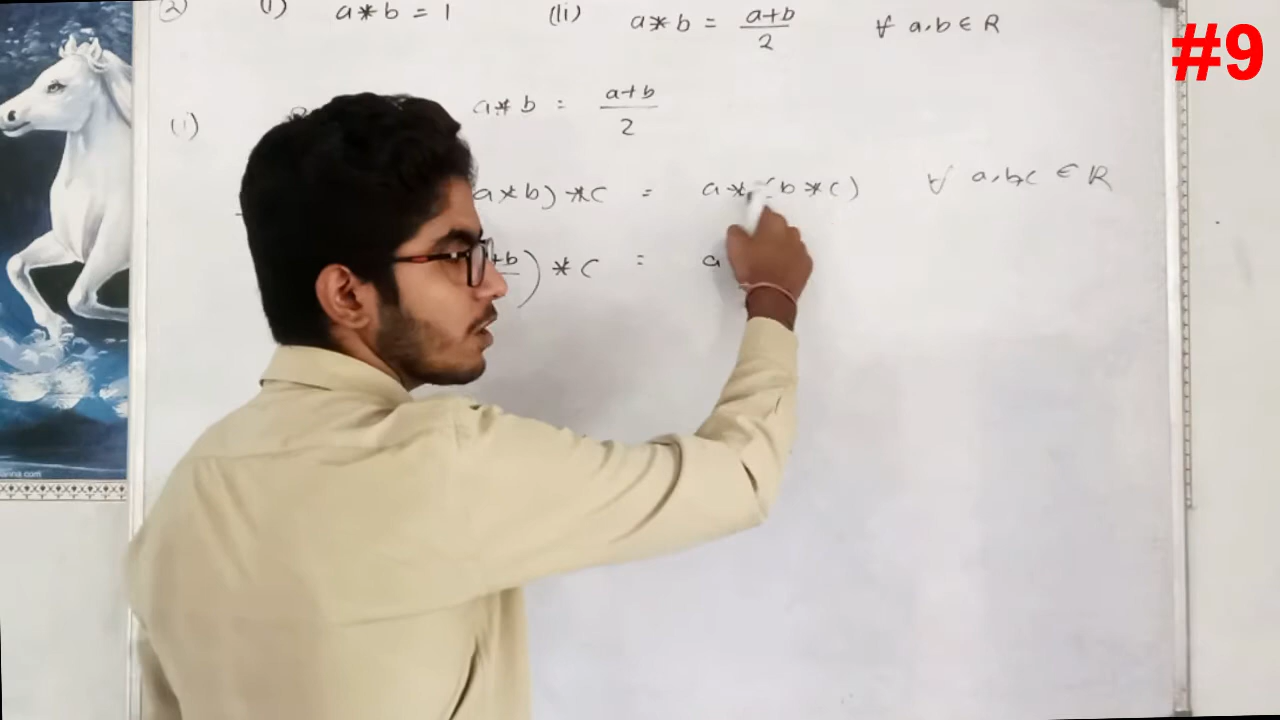 ② (i) a * b = 1 (ii) a * b = a+b/2 ∀ a,b ∈ R
#9
(i) a * b = a+b/2
a * b) * c = a * (b * c) ∀ a,b,c ∈ R
+b) * c = a